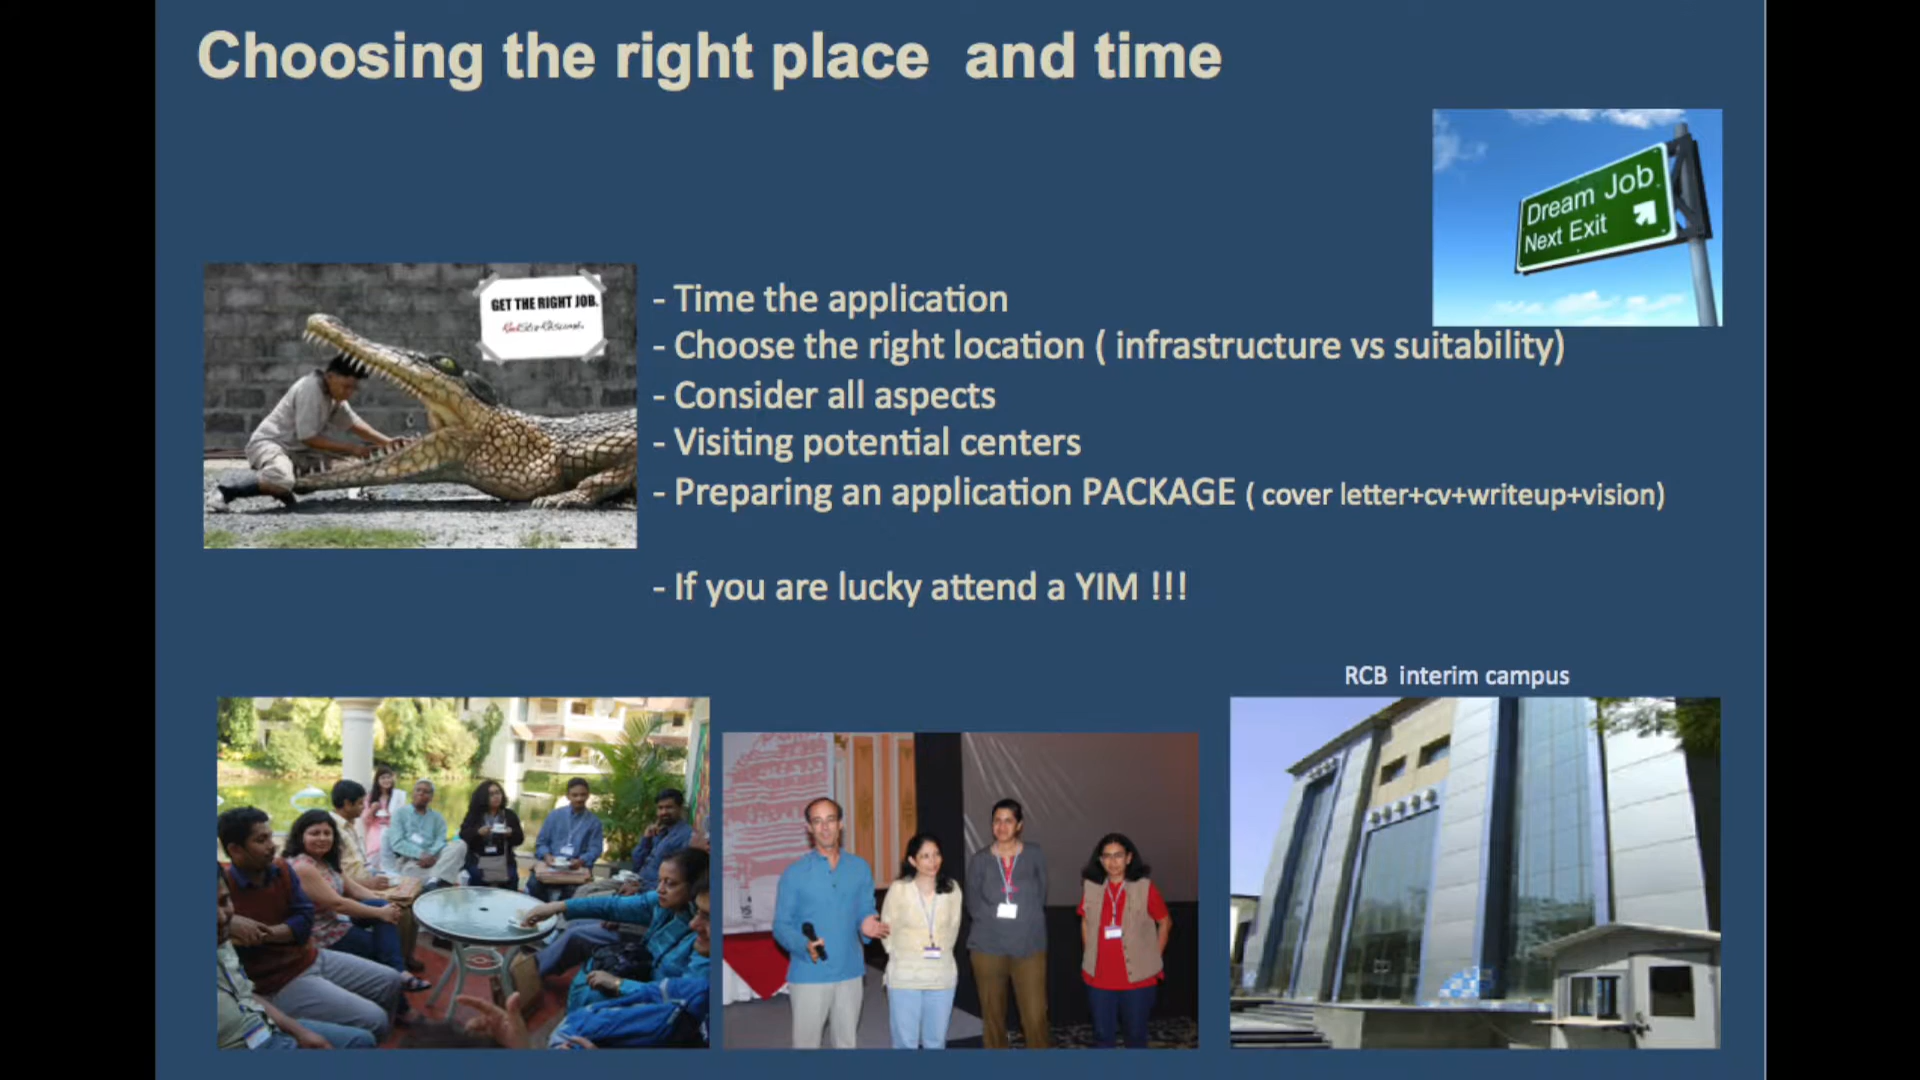 Choosing the right place and time
Dream Job
Next Exit
GET THE RIGHT JOB.
- Time the application
- Choose the right location ( infrastructure vs suitability)
- Consider all aspects
- Visiting potential centers
- Preparing an application PACKAGE ( cover letter+cv+writeup+vision)
- If you are lucky attend a YIM !!!
RCB interim campus